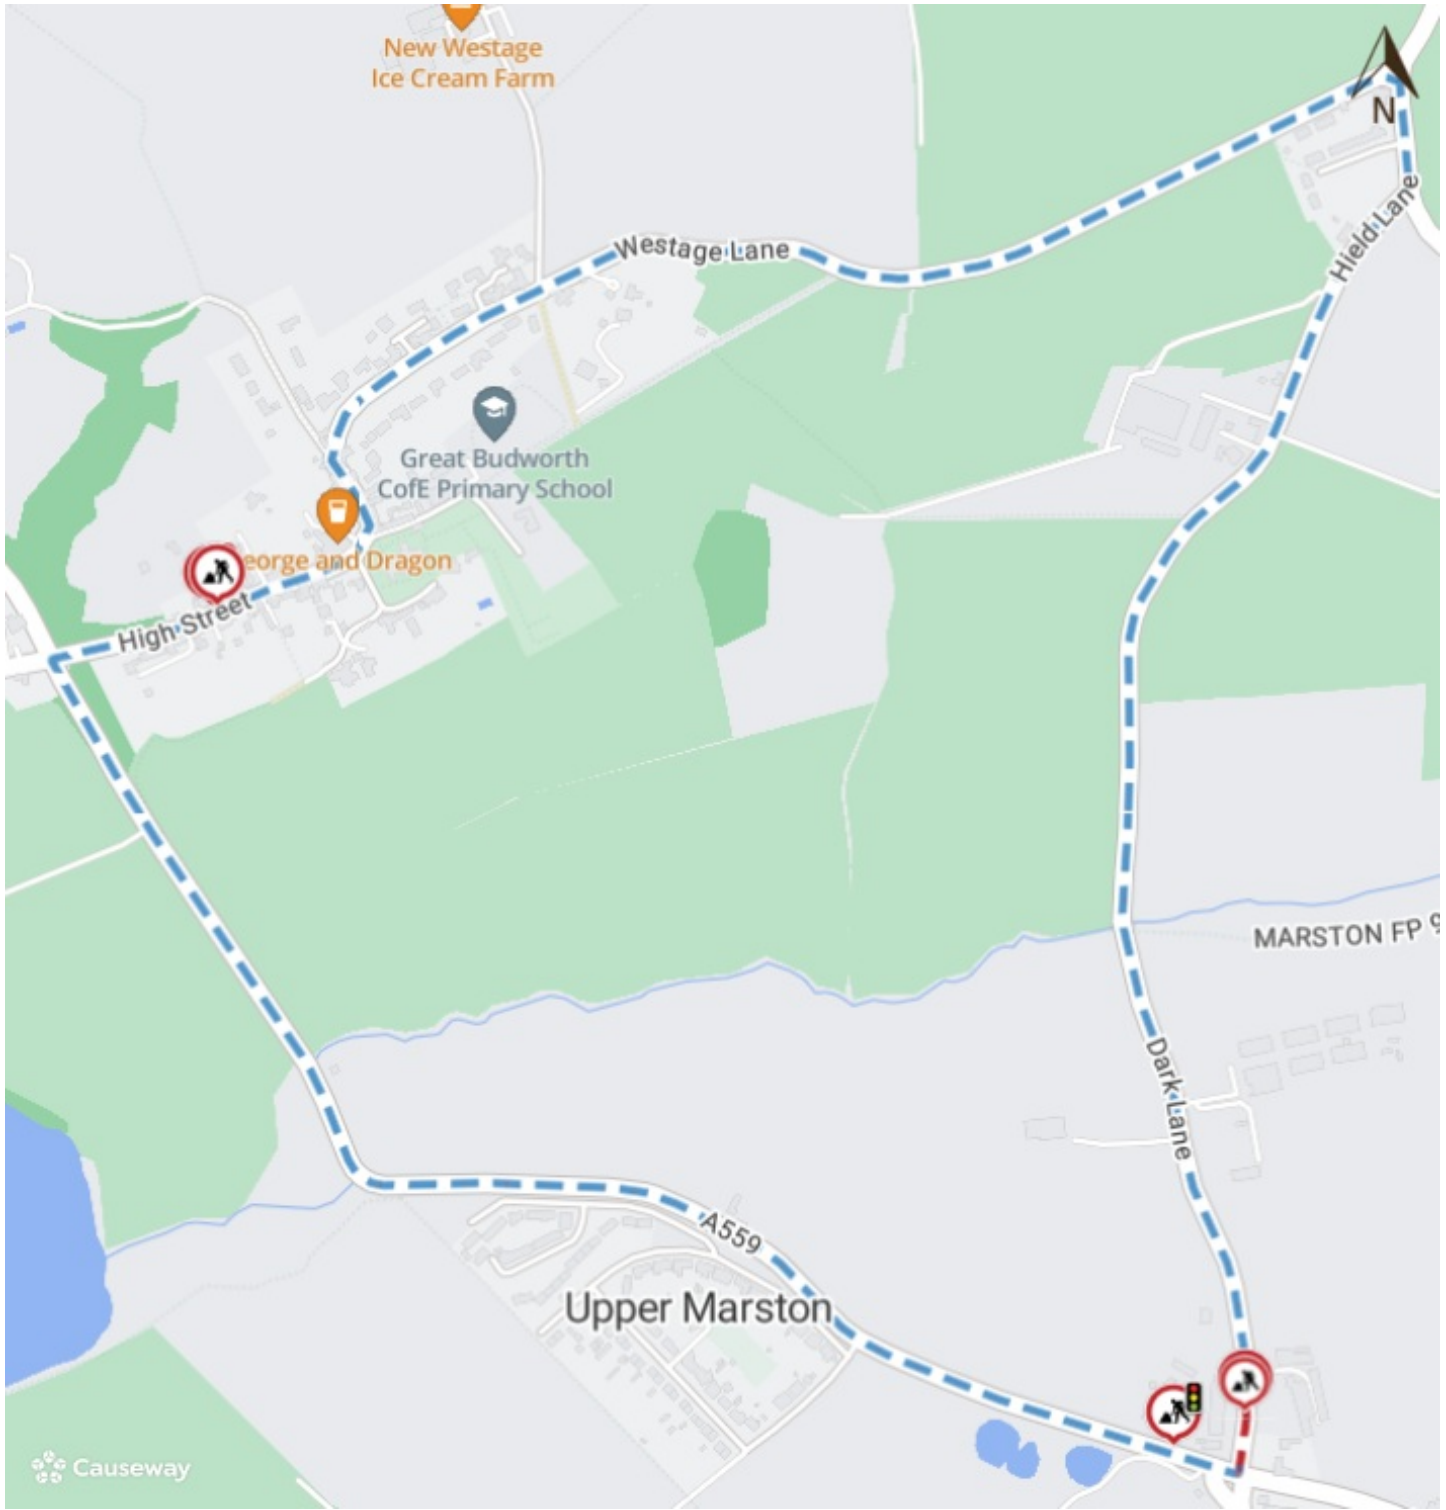 New Westage
Ice Cream Farm
N
Westage Lane
Hield Lane
Great Budworth
CofE Primary School
eorge and Dragon
High Street
MARSTON FP 9
Dark Lane
A559
Upper Marston
Causeway